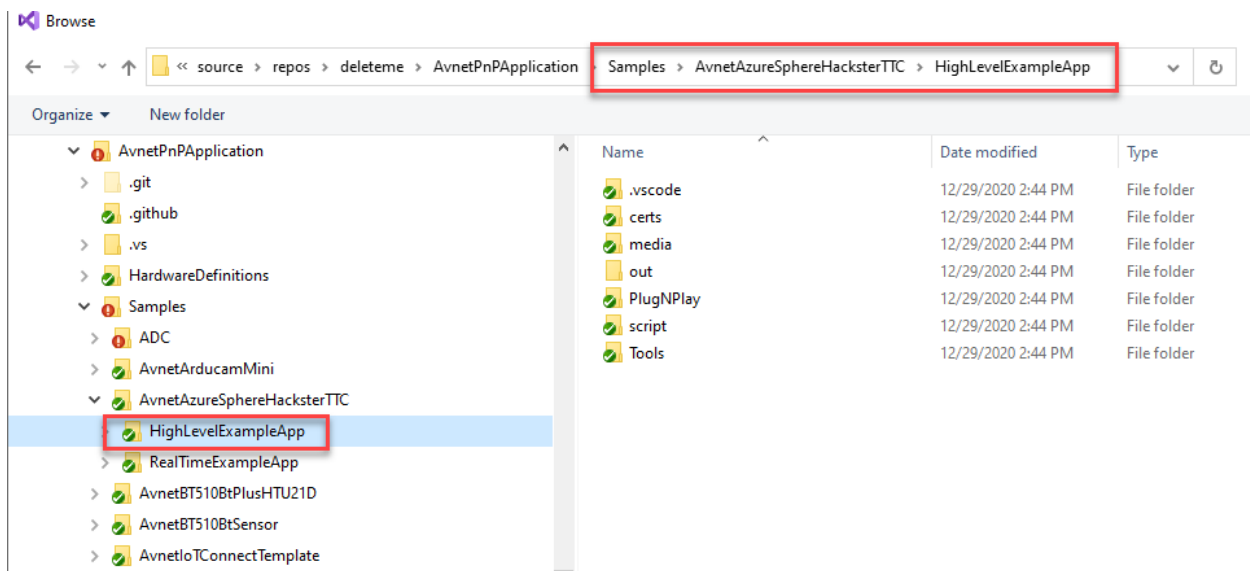 Browse
« source > repos > deleteme > AvnetPnPApplication > Samples > AvnetAzureSphereHacksterTTC > HighLevelExampleApp
Organize New folder
AvnetPnPApplication
.git
.github
.vs
HardwareDefinitions
Samples
ADC
AvnetArducamMini
AvnetAzureSphereHacksterTTC
HighLevelExampleApp
RealTimeExampleApp
AvnetBT510BtPlusHTU21D
AvnetBT510BtSensor
AvnetIoTConnectTemplate
Name Date modified Type
.vscode 12/29/2020 2:44 PM File folder
certs 12/29/2020 2:44 PM File folder
media 12/29/2020 2:44 PM File folder
out 12/29/2020 2:44 PM File folder
PlugNPlay 12/29/2020 2:44 PM File folder
script 12/29/2020 2:44 PM File folder
Tools 12/29/2020 2:44 PM File folder